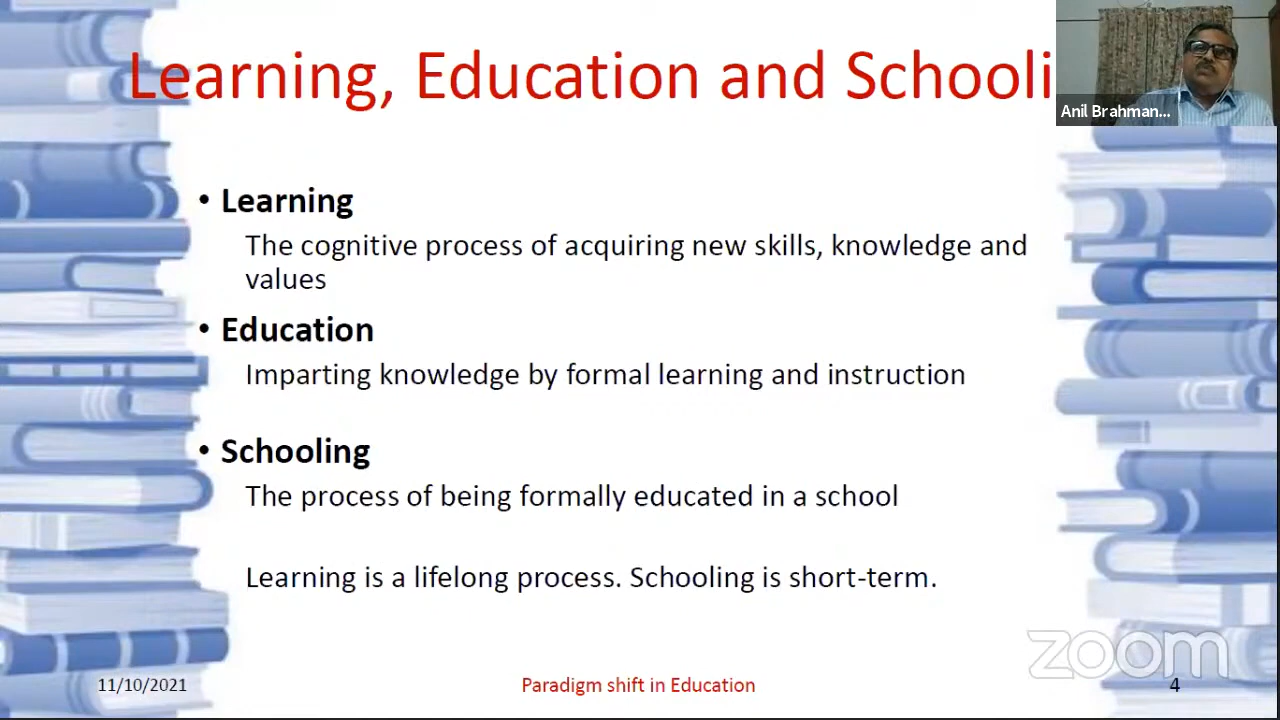 Learning, Education and Schooli
Anil Brahman...
• Learning
The cognitive process of acquiring new skills, knowledge and
values
• Education
Imparting knowledge by formal learning and instruction
• Schooling
The process of being formally educated in a school
Learning is a lifelong process. Schooling is short-term.
zoom
11/10/2021
Paradigm shift in Education
4